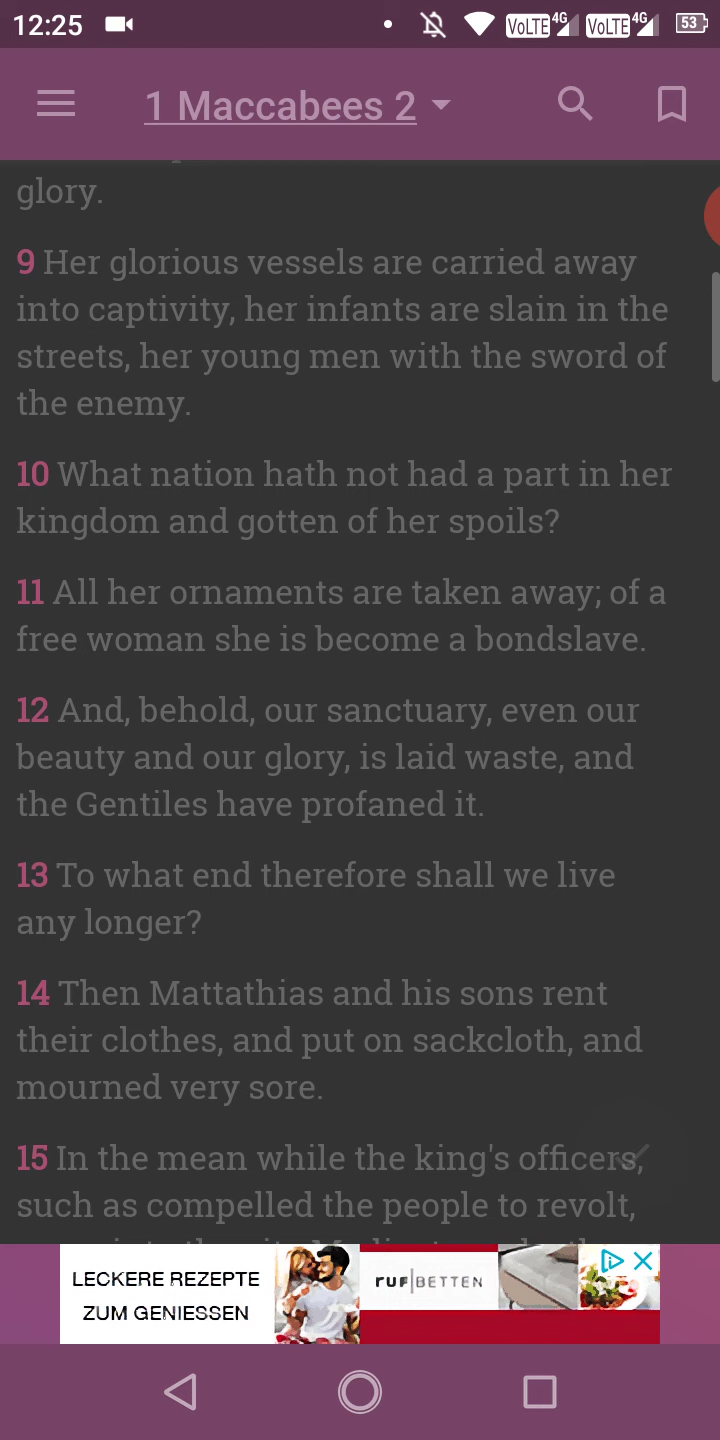 12:25
VoLTE 4G VoLTE 4G 53
1 Maccabees 2
glory.
9 Her glorious vessels are carried away
into captivity, her infants are slain in the
streets, her young men with the sword of
the enemy.
10 What nation hath not had a part in her
kingdom and gotten of her spoils?
11 All her ornaments are taken away; of a
free woman she is become a bondslave.
12 And, behold, our sanctuary, even our
beauty and our glory, is laid waste, and
the Gentiles have profaned it.
13 To what end therefore shall we live
any longer?
14 Then Mattathias and his sons rent
their clothes, and put on sackcloth, and
mourned very sore.
15 In the mean while the king's officers,
such as compelled the people to revolt,
LECKERE REZEPTE
ZUM GENIESSEN
ruf|BETTEN